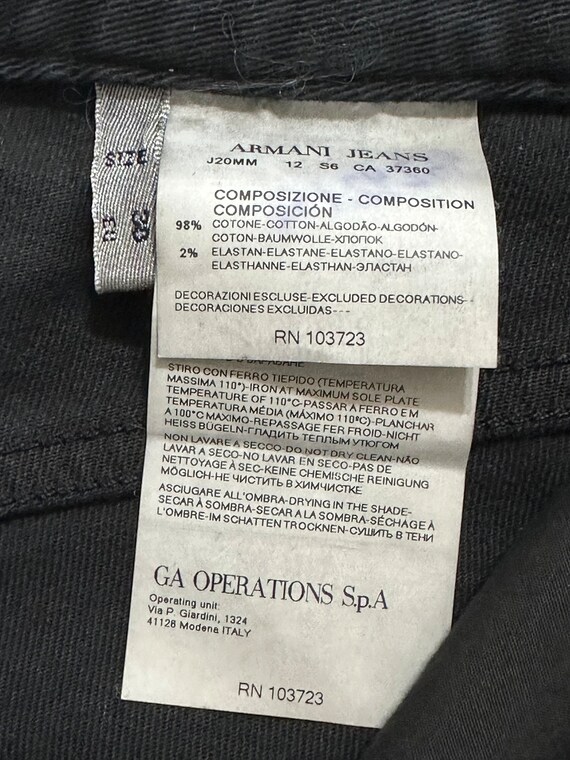 SIZE
EU 38
ARMANI JEANS
J20MM 12 S6 CA 37360
COMPOSIZIONE - COMPOSITION
COMPOSICIÓN
98% COTONE-COTTON-ALGODÃO-ALGODÓN-
COTON-BAUMWOLLE-ХЛОПОК
2% ELASTAN-ELASTANE-ELASTANO-ELASTANO-
ELASTHANNE-ELASTHAN-ЭЛАСТАН
DECORAZIONI ESCLUSE-EXCLUDED DECORATIONS-
DECORACIONES EXCLUIDAS---
RN 103723
STIRO CON FERRO TIEPIDO (TEMPERATURA
MASSIMA 110°)-IRON AT MAXIMUM SOLE PLATE
TEMPERATURE OF 110°C-PASSAR A FERRO EM
TEMPERATURA MÉDIA (MÁXIMO 110ºC)-PLANCHAR
A 100°C MAXIMO-REPASSAGE FER FROID-NICHT
HEISS BÜGELN-ГЛАДИТЬ ТЕПЛЫМ УТЮГОМ
NON LAVARE A SECCO-DO NOT DRY CLEAN-NÃO
LAVAR A SECO-NO LAVAR EN SECO-PAS DE
NETTOYAGE À SEC-KEINE CHEMISCHE REINIGUNG
MÖGLICH-НЕ ЧИСТИТЬ В ХИМЧИСТКЕ
ASCIUGARE ALL'OMBRA-DRYING IN THE SHADE-
SECAR À SOMBRA-SECAR A LA SOMBRA-SÉCHAGE À
L'OMBRE-IM SCHATTEN TROCKNEN-СУШИТЬ В ТЕНИ
GA OPERATIONS S.p.A
Operating unit:
Via P. Giardini, 1324
41126 Modena ITALY
RN 103723